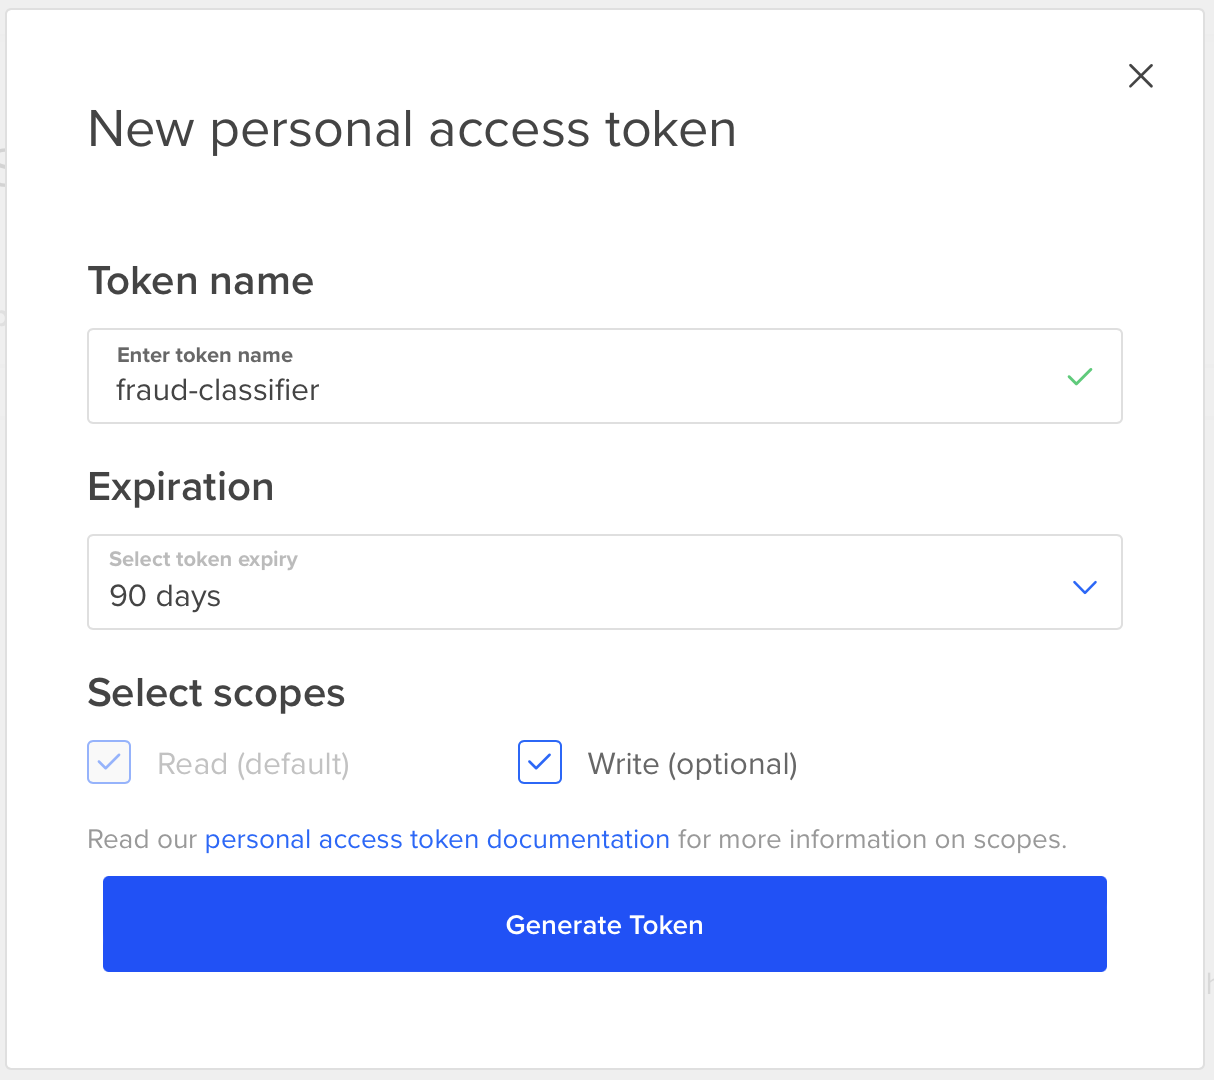 New personal access token
Token name
Enter token name
fraud-classifier
Expiration
Select token expiry
90 days
Select scopes
Read (default)
Write (optional)
Read our personal access token documentation for more information on scopes.
Generate Token